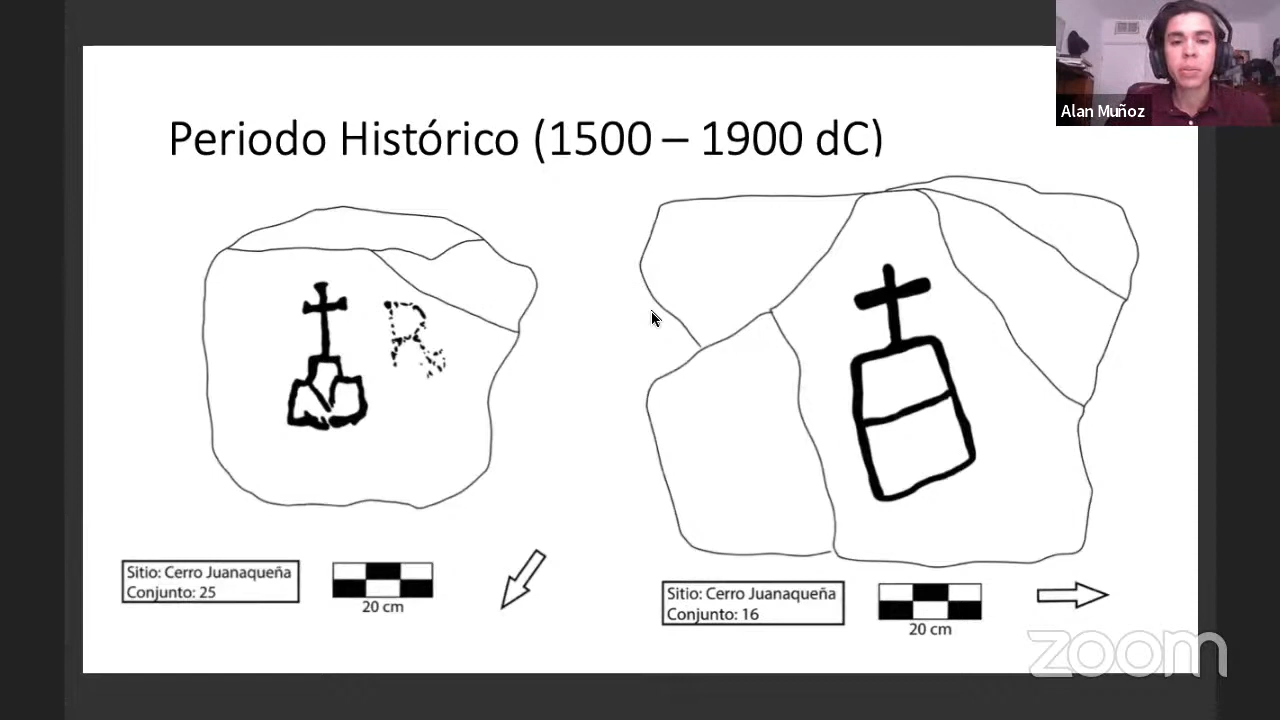 Alan Muñoz
Periodo Histórico (1500 – 1900 dC)
R
Sitio: Cerro Juanaqueña
Conjunto: 25
20 cm
Sitio: Cerro Juanaqueña
Conjunto: 16
20 cm
zoom